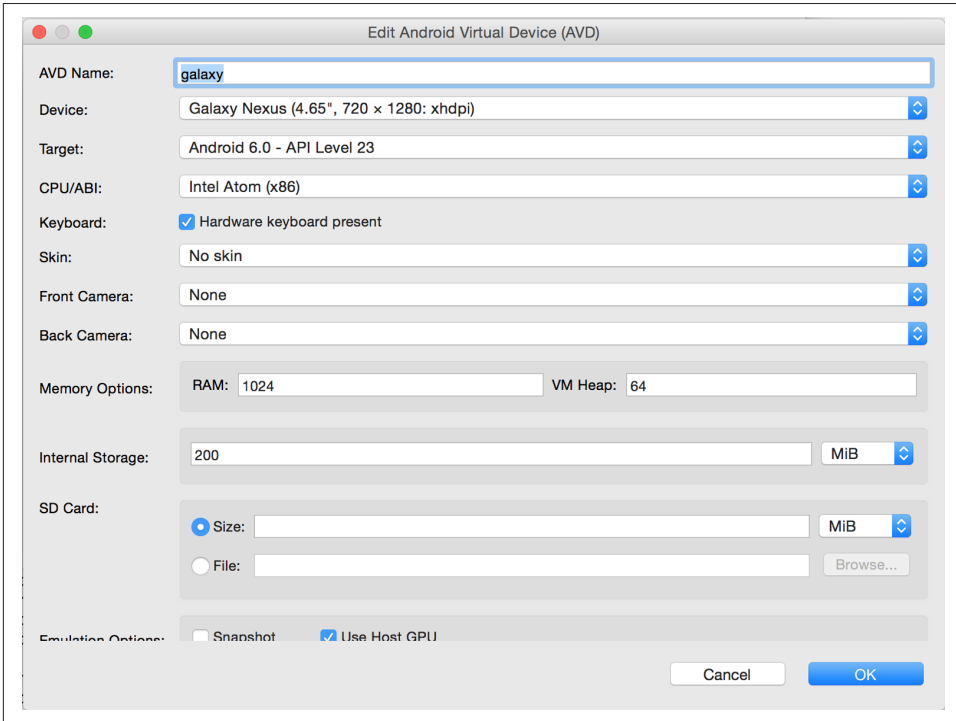 Edit Android Virtual Device (AVD)
AVD Name: galaxy
Device: Galaxy Nexus (4.65", 720 × 1280: xhdpi)
Target: Android 6.0 - API Level 23
CPU/ABI: Intel Atom (x86)
Keyboard: Hardware keyboard present
Skin: No skin
Front Camera: None
Back Camera: None
Memory Options: RAM: 1024 VM Heap: 64
Internal Storage: 200 MiB
SD Card:
Size: MiB
File: Browse...
Emulation Options: Snapshot Use Host GPU
Cancel OK